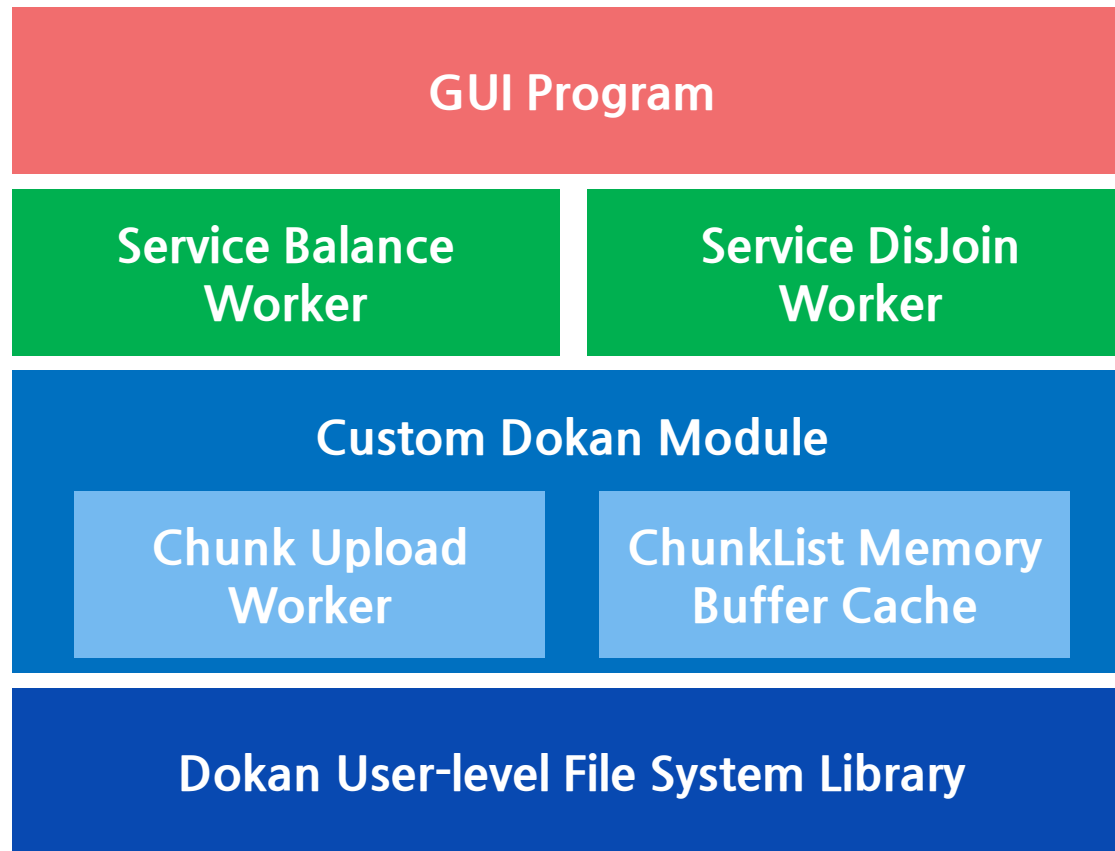 GUI Program
Service Balance
Worker
Service DisJoin
Worker
Custom Dokan Module
Chunk Upload
Worker
ChunkList Memory
Buffer Cache
Dokan User-level File System Library